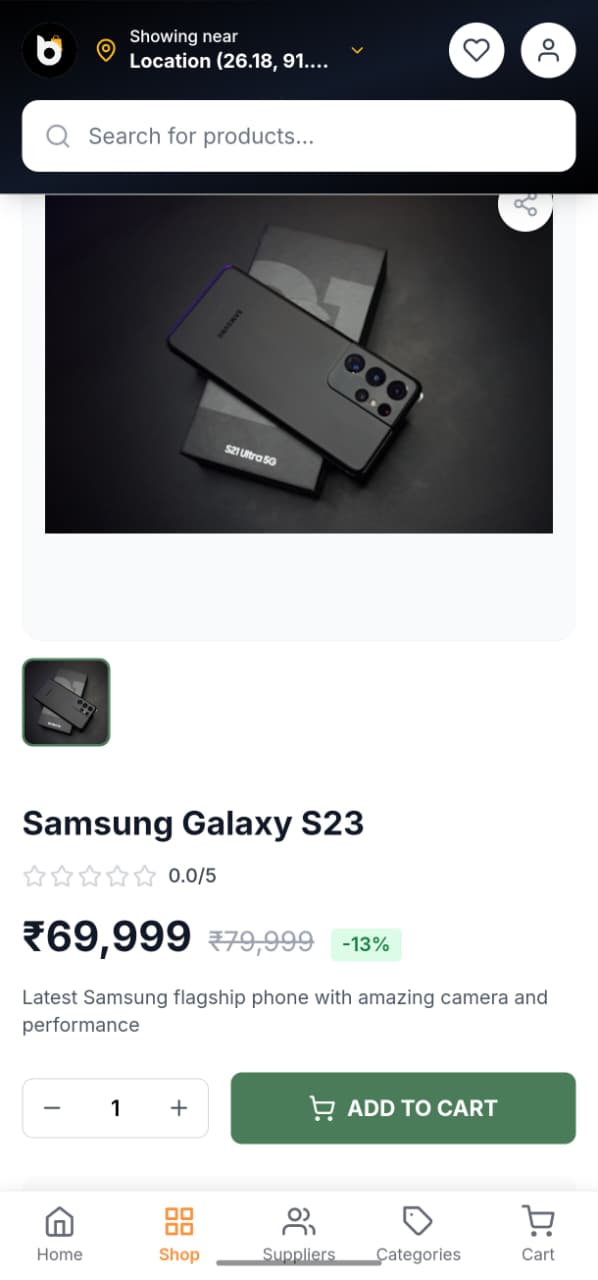 Showing near
Location (26.18, 91....
Search for products...
SAMSUNG
S21 Ultra 5G
Samsung Galaxy S23
0.0/5
₹69,999 ₹79,999 -13%
Latest Samsung flagship phone with amazing camera and
performance
1
ADD TO CART
Home Shop Suppliers Categories Cart